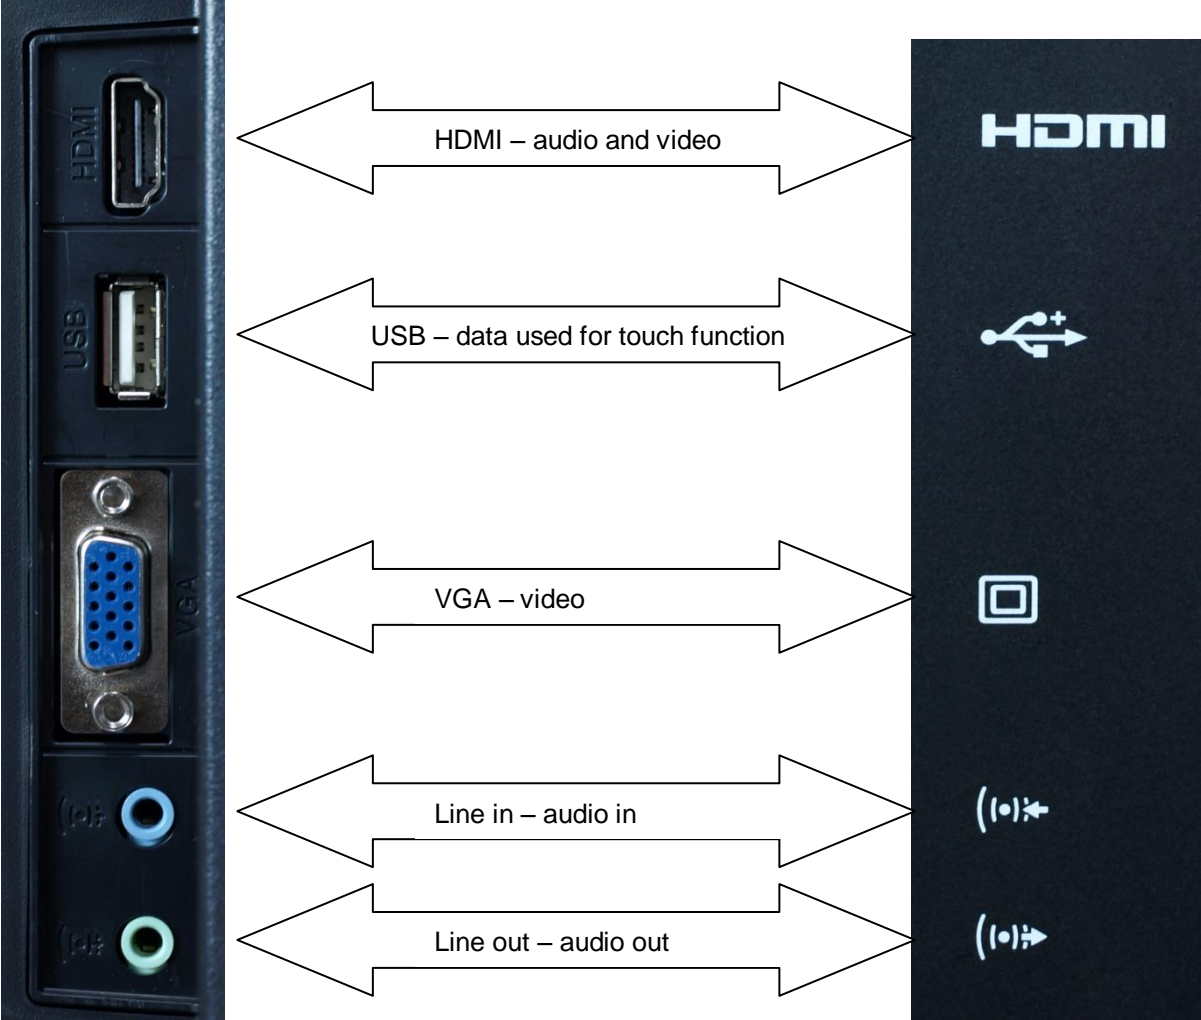 HDMI
HDMI – audio and video
HDMI
USB
USB – data used for touch function
VGA – video
VGA
Line in – audio in
Line out – audio out